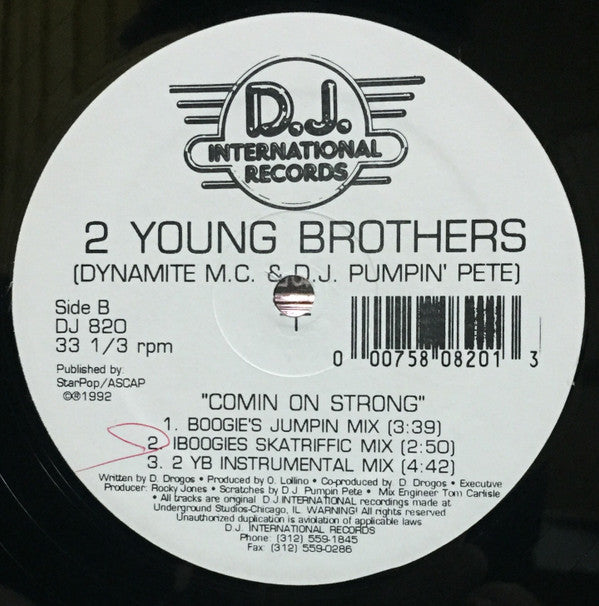 D.J.
INTERNATIONAL
RECORDS
2 YOUNG BROTHERS
(DYNAMITE M.C. & D.J. PUMPIN' PETE)
Side B
DJ 820
33 1/3 rpm
0 00758 08201 3
Published by:
StarPop/ASCAP
©℗1992
"COMIN ON STRONG"
1. BOOGIE'S JUMPIN MIX (3:39)
2. IBOOGIES SKATRIFFIC MIX (2:50)
3. 2 YB INSTRUMENTAL MIX (4:42)
Written by D. Drogos • Produced by O. Lollino • Co-produced by D. Drogos • Executive
Producer: Rocky Jones • Scratches by D.J. Pumpin Pete • Mix Engineer Tom Carlisle
• All tracks are original D.J.INTERNATIONAL recordings made at
Underground Studios-Chicago, IL. WARNING! All rights reserved
Unauthorized duplication is aviolation of applicable laws
D.J. INTERNATIONAL RECORDS
Phone: (312) 559-1845
Fax: (312) 559-0286